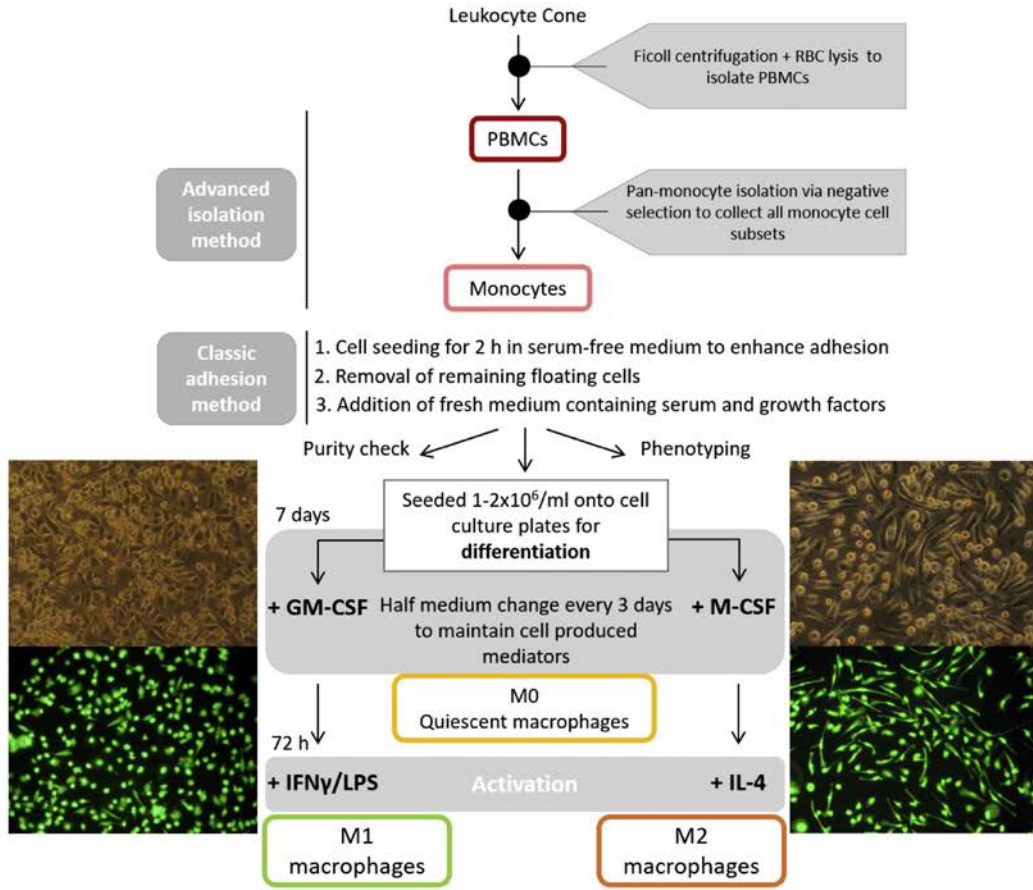 Leukocyte Cone
Ficoll centrifugation + RBC lysis to
isolate PBMCs
PBMCs
Advanced
isolation
method
Pan-monocyte isolation via negative
selection to collect all monocyte cell
subsets
Monocytes
Classic
adhesion
method
1. Cell seeding for 2 h in serum-free medium to enhance adhesion
2. Removal of remaining floating cells
3. Addition of fresh medium containing serum and growth factors
Purity check
Phenotyping
Seeded 1-2x10⁶/ml onto cell
culture plates for
differentiation
7 days
+ GM-CSF
Half medium change every 3 days
to maintain cell produced
mediators
+ M-CSF
M0
Quiescent macrophages
72 h
+ IFNγ/LPS
Activation
+ IL-4
M1
macrophages
M2
macrophages